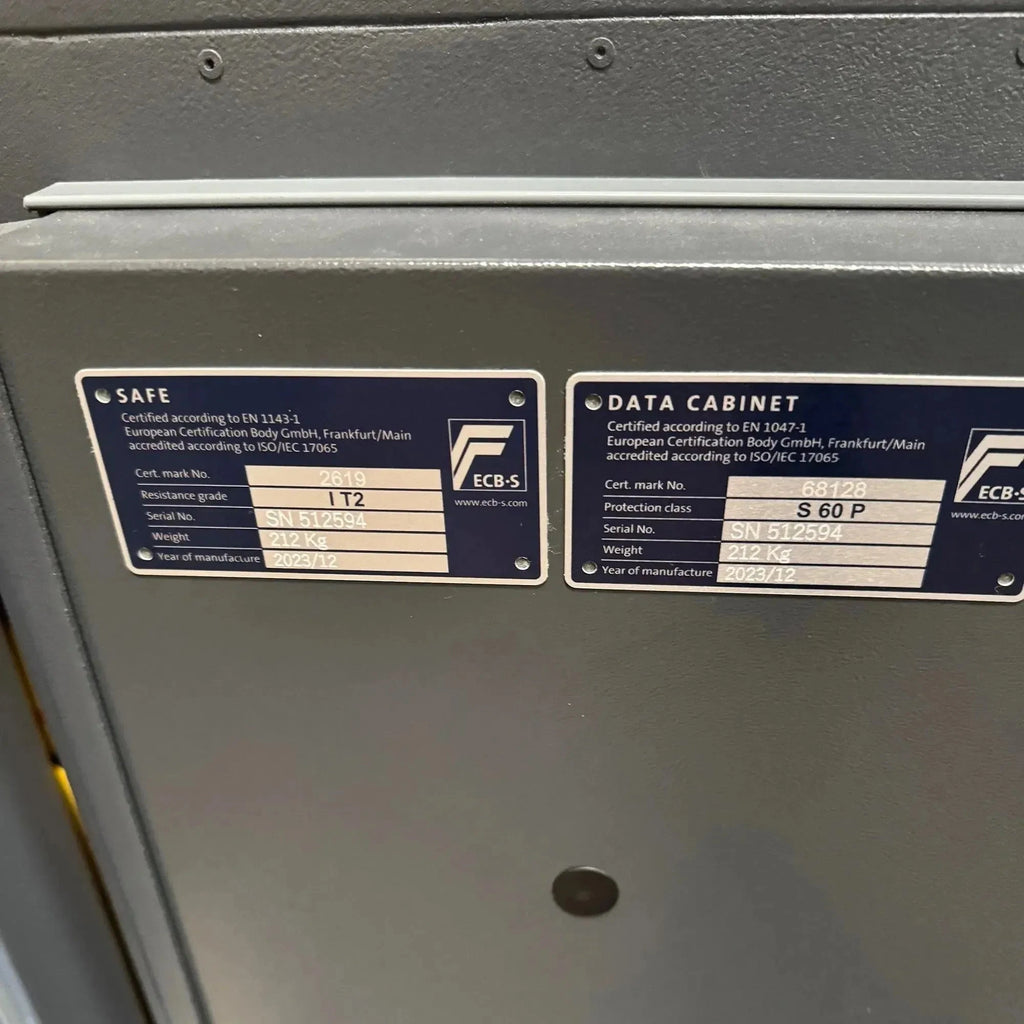 SAFE
Certified according to EN 1143-1
European Certification Body GmbH, Frankfurt/Main
accredited according to ISO/IEC 17065
Cert. mark No. 2619
Resistance grade I T2
Serial No. SN 512594
Weight 212 Kg
Year of manufacture 2023/12
ECB·S
www.ecb-s.com
DATA CABINET
Certified according to EN 1047-1
European Certification Body GmbH, Frankfurt/Main
accredited according to ISO/IEC 17065
Cert. mark No. 68128
Protection class S 60 P
Serial No. SN 512594
Weight 212 Kg
Year of manufacture 2023/12
ECB·S
www.ecb-s.com